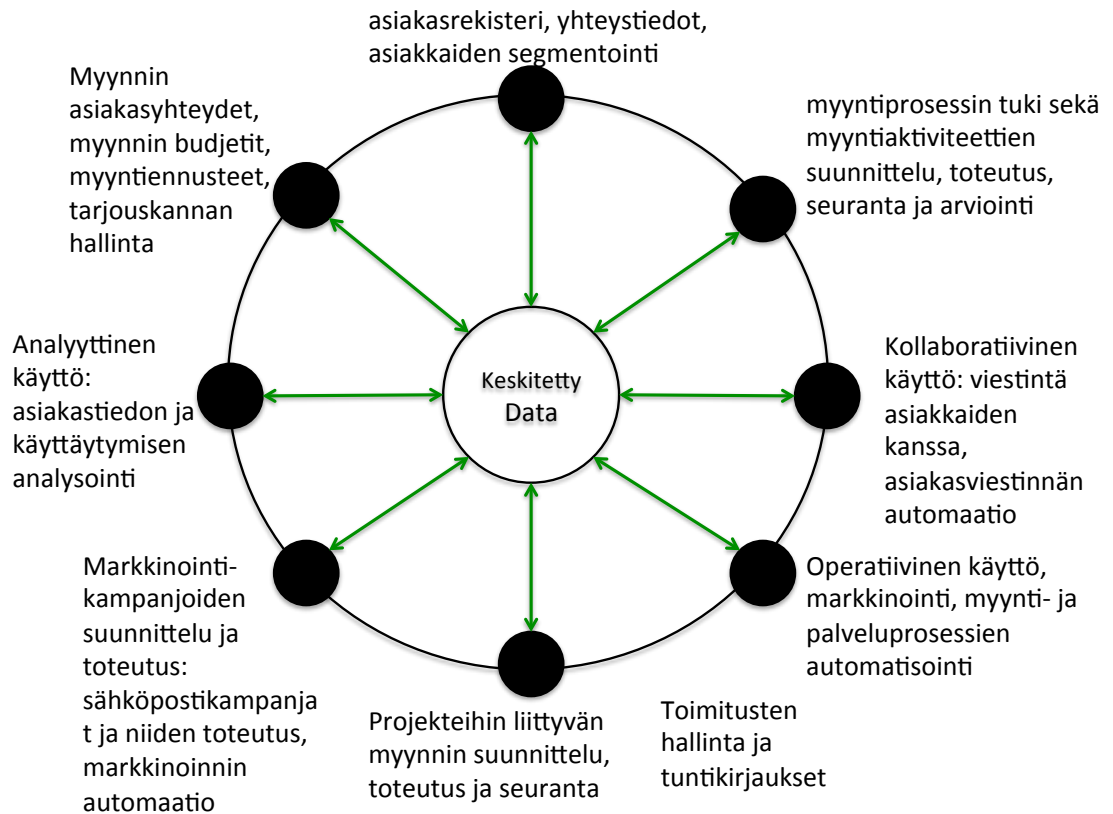 asiakasrekisteri, yhteystiedot,
asiakkaiden segmentointi
Myynnin
asiakasyhteydet,
myynnin budjetit,
myyntiennusteet,
tarjouskannan
hallinta
myyntiprosessin tuki sekä
myyntiaktiviteettien
suunnittelu, toteutus,
seuranta ja arviointi
Analyyttinen
käyttö:
asiakastiedon ja
käyttäytymisen
analysointi
Keskitetty
Data
Kollaboratiivinen
käyttö: viestintä
asiakkaiden
kanssa,
asiakasviestinnän
automaatio
Markkinointi-
kampanjoiden
suunnittelu ja
toteutus:
sähköpostikampanja
t ja niiden toteutus,
markkinoinnin
automaatio
Operatiivinen käyttö,
markkinointi, myynti- ja
palveluprosessien
automatisointi
Projekteihin liittyvän
myynnin suunnittelu,
toteutus ja seuranta
Toimitusten
hallinta ja
tuntikirjaukset